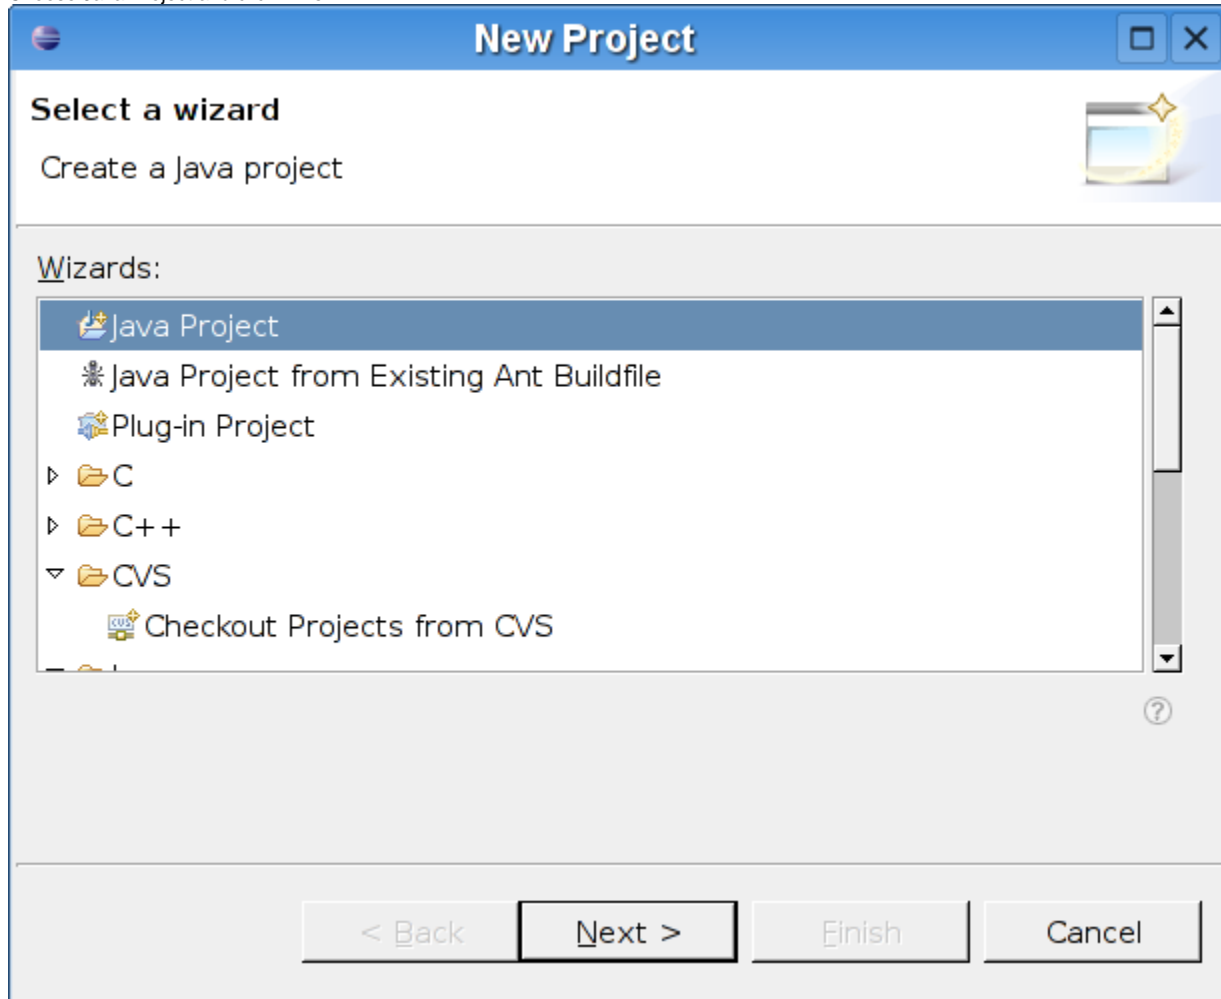 New Project
Select a wizard
Create a Java project
Wizards:
Java Project
Java Project from Existing Ant Buildfile
Plug-in Project
C
C++
CVS
Checkout Projects from CVS
< Back
Next >
Finish
Cancel